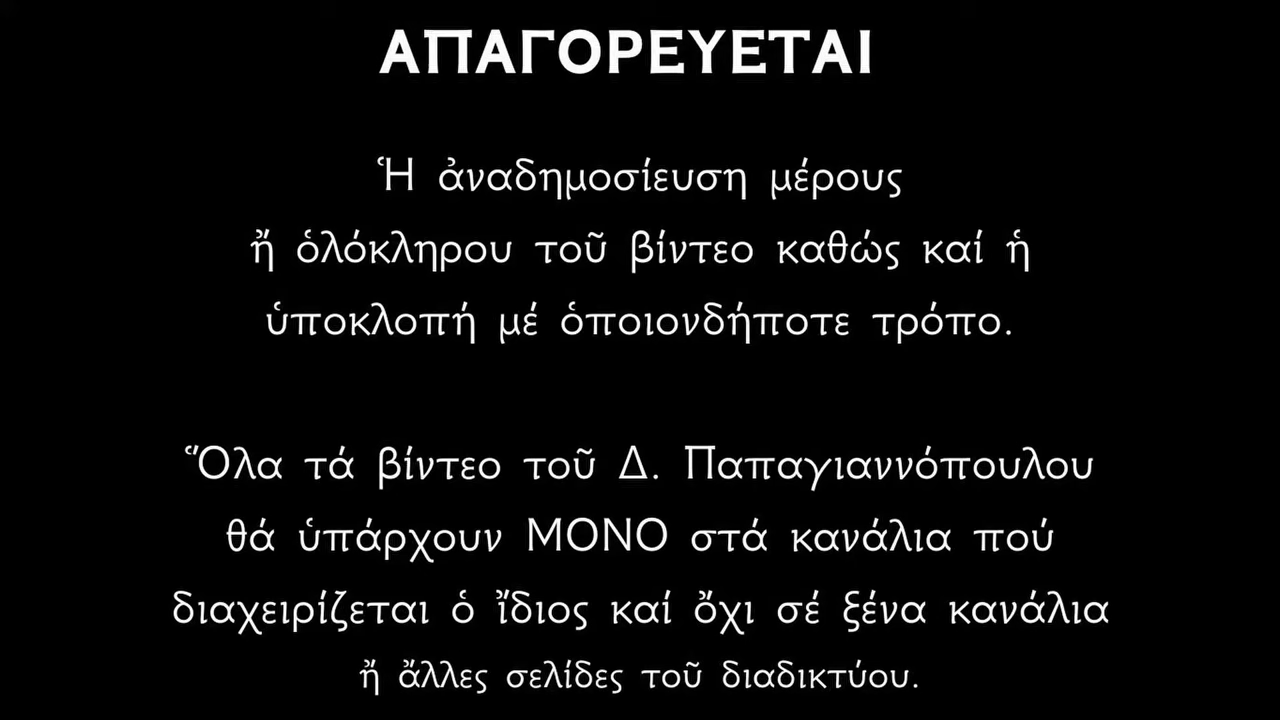 ΑΠΑΓΟΡΕΥΕΤΑΙ
Ἡ ἀναδημοσίευση μέρους
ἤ ὁλόκληρου τοῦ βίντεο καθώς καί ἡ
ὑποκλοπή μέ ὁποιονδήποτε τρόπο.
Ὅλα τά βίντεο τοῦ Δ. Παπαγιαννόπουλου
θά ὑπάρχουν ΜΟΝΟ στά κανάλια πού
διαχειρίζεται ὁ ἴδιος καί ὄχι σέ ξένα κανάλια
ἤ ἄλλες σελίδες τοῦ διαδικτύου.